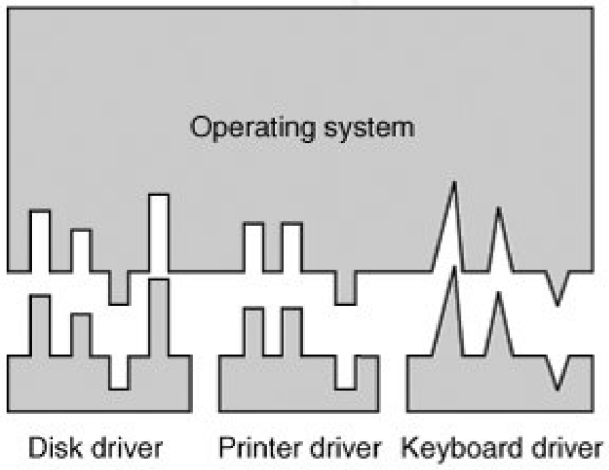 Operating system
Disk driver
Printer driver
Keyboard driver